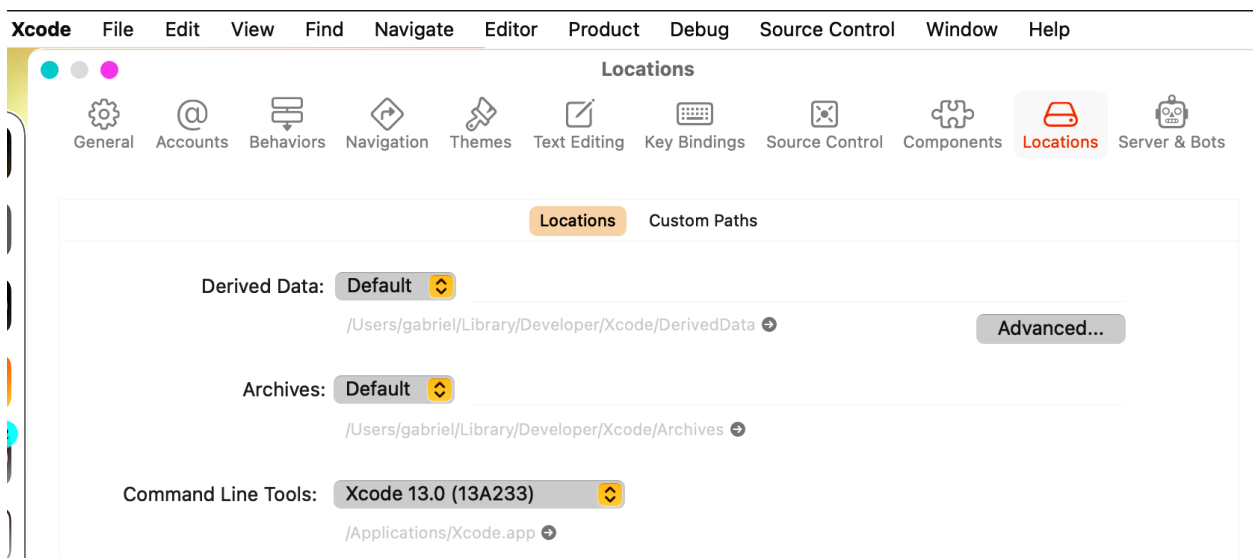 Xcode File Edit View Find Navigate Editor Product Debug Source Control Window Help
Locations
General Accounts Behaviors Navigation Themes Text Editing Key Bindings Source Control Components Locations Server & Bots
Locations Custom Paths
Derived Data: Default
/Users/gabriel/Library/Developer/Xcode/DerivedData
Advanced...
Archives: Default
/Users/gabriel/Library/Developer/Xcode/Archives
Command Line Tools: Xcode 13.0 (13A233)
/Applications/Xcode.app